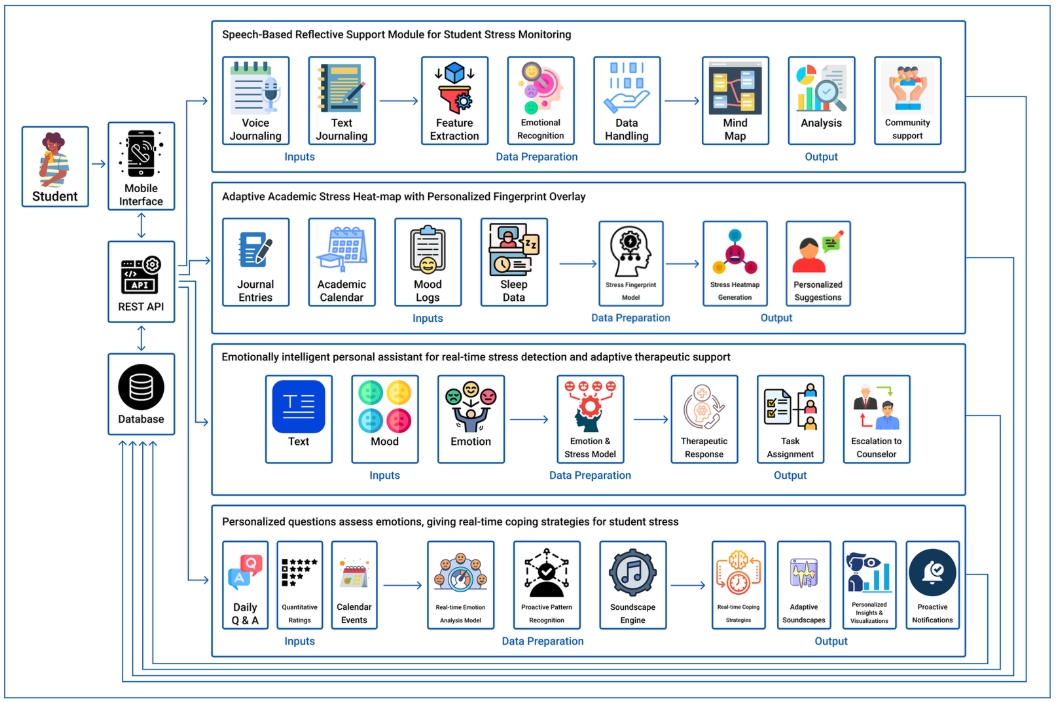 Speech-Based Reflective Support Module for Student Stress Monitoring
Voice
Journaling
Text
Journaling
Feature
Extraction
Emotional
Recognition
Data
Handling
Mind
Map
Analysis
Community
support
Inputs
Data Preparation
Output
Student
Mobile
Interface
Adaptive Academic Stress Heat-map with Personalized Fingerprint Overlay
Journal
Entries
Academic
Calendar
Mood
Logs
Sleep
Data
Stress Fingerprint
Model
Stress Heatmap
Generation
Personalized
Suggestions
Inputs
Data Preparation
Output
API
REST API
Emotionally intelligent personal assistant for real-time stress detection and adaptive therapeutic support
T
Text
Mood
Emotion
Emotion &
Stress Model
Therapeutic
Response
Task
Assignment
Escalation to
Counselor
Inputs
Data Preparation
Output
Database
Personalized questions assess emotions, giving real-time coping strategies for student stress
Q
A
Daily
Q & A
Quantitative
Ratings
Calendar
Events
Real-time Emotion
Analysis Model
Proactive Pattern
Recognition
Soundscape
Engine
Real-time Coping
Strategies
Adaptive
Soundscapes
Personalized
Insights &
Visualizations
Proactive
Notifications
Inputs
Data Preparation
Output